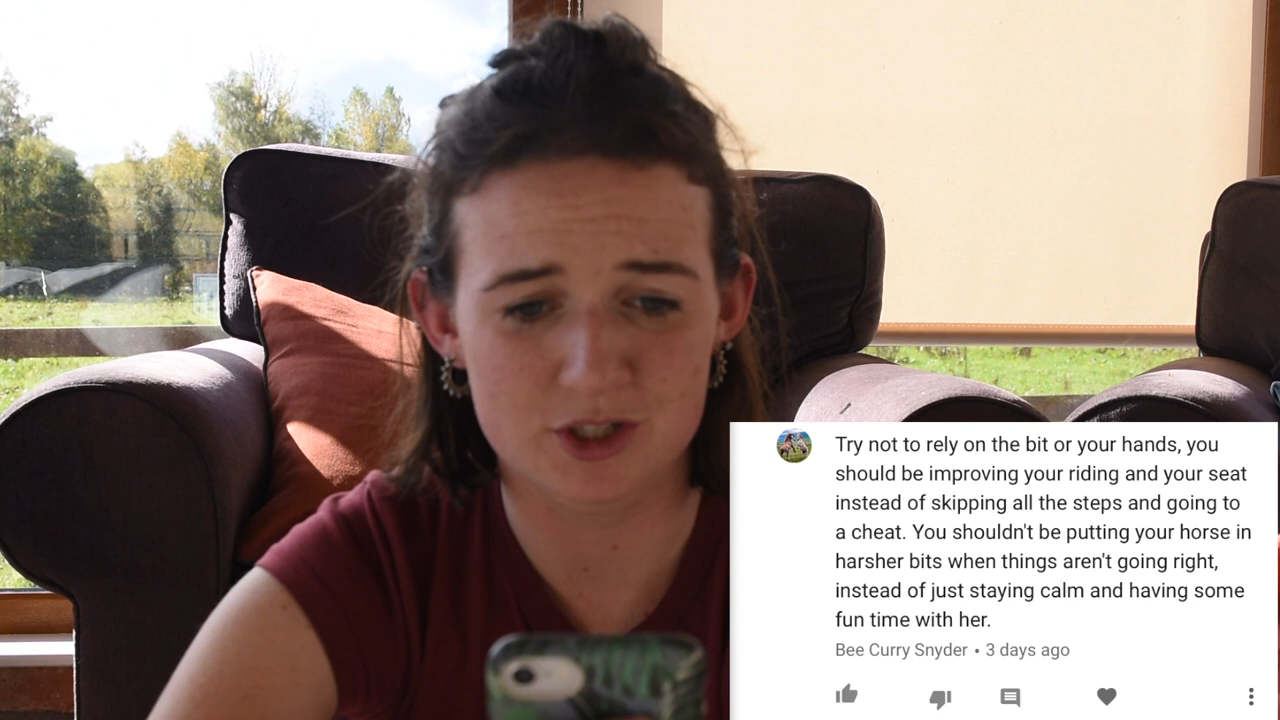 Try not to rely on the bit or your hands, you
should be improving your riding and your seat
instead of skipping all the steps and going to
a cheat. You shouldn't be putting your horse in
harsher bits when things aren't going right,
instead of just staying calm and having some
fun time with her.
Bee Curry Snyder • 3 days ago